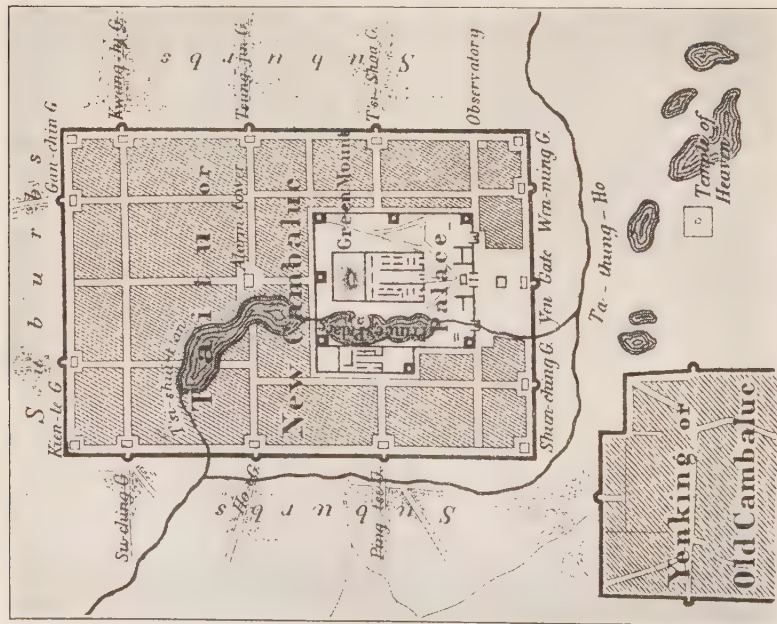 Suburbs
Kwang-hi G.
Tsung-jin G.
T'si-Shoa G.
Observatory
Suburbs
Gan-chin G.
Kien-te G.
Alarm tower
Taitu or
New Cambaluc
Green Mount
Palace
Wen-ming G.
Gate
Shun-ching G.
Ta-thung-Ho
Temple of
Heaven
Su-ching G
Ho-i G.
Ping-tse G.
Suburbs
Yenking or
Old Cambaluc